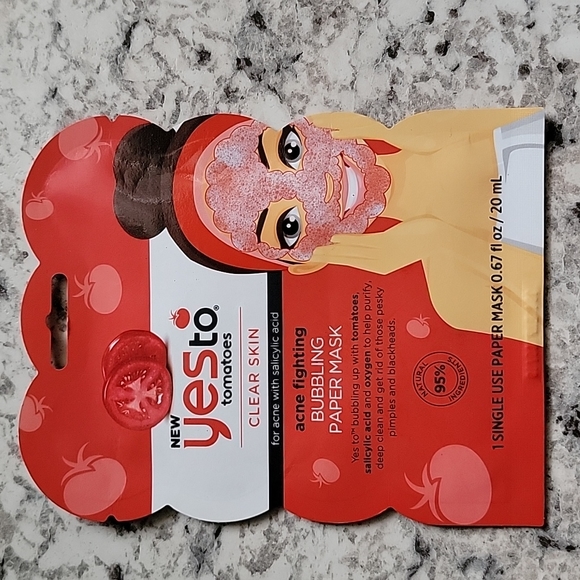 NEW
yesto®
tomatoes
CLEAR SKIN
for acne with salicylic acid
acne fighting
BUBBLING
PAPER MASK
Yes to™ bubbling up with tomatoes,
salicylic acid and oxygen to help purify,
deep clean and get rid of those pesky
pimples and blackheads.
NATURAL
95%
INGREDIENTS
1 SINGLE USE PAPER MASK 0.67 fl oz / 20 mL